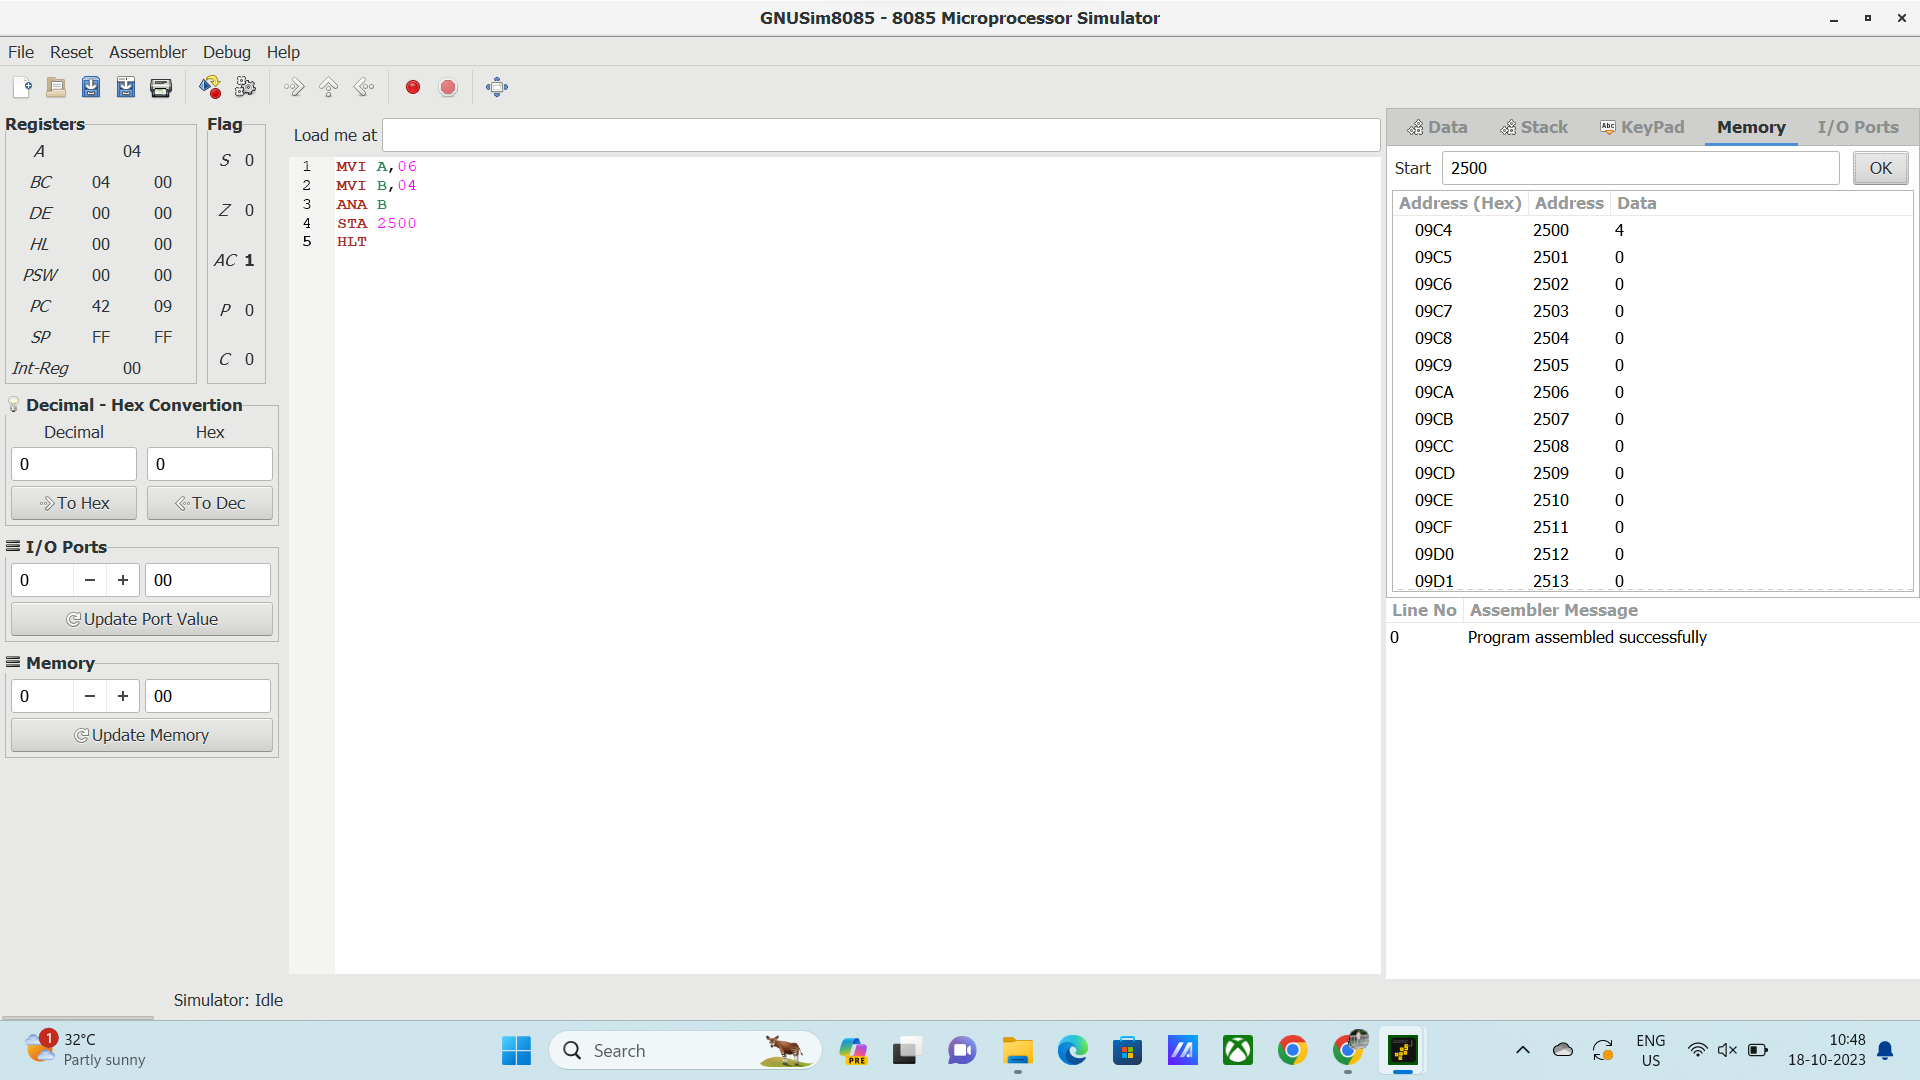 GNUSim8085 - 8085 Microprocessor Simulator
File Reset Assembler Debug Help
Registers
A 04
BC 04 00
DE 00 00
HL 00 00
PSW 00 00
PC 42 09
SP FF FF
Int-Reg 00
Flag
S 0
Z 0
AC 1
P 0
C 0
Decimal - Hex Convertion
Decimal Hex
0 0
To Hex To Dec
I/O Ports
0 − + 00
Update Port Value
Memory
0 − + 00
Update Memory
Load me at
1 MVI A,06
2 MVI B,04
3 ANA B
4 STA 2500
5 HLT
Data Stack Abc KeyPad Memory I/O Ports
Start 2500 OK
Address (Hex) Address Data
09C4 2500 4
09C5 2501 0
09C6 2502 0
09C7 2503 0
09C8 2504 0
09C9 2505 0
09CA 2506 0
09CB 2507 0
09CC 2508 0
09CD 2509 0
09CE 2510 0
09CF 2511 0
09D0 2512 0
09D1 2513 0
Line No Assembler Message
0 Program assembled successfully
Simulator: Idle
1
32°C
Partly sunny
Search
PRE
ENG
US
10:48
18-10-2023